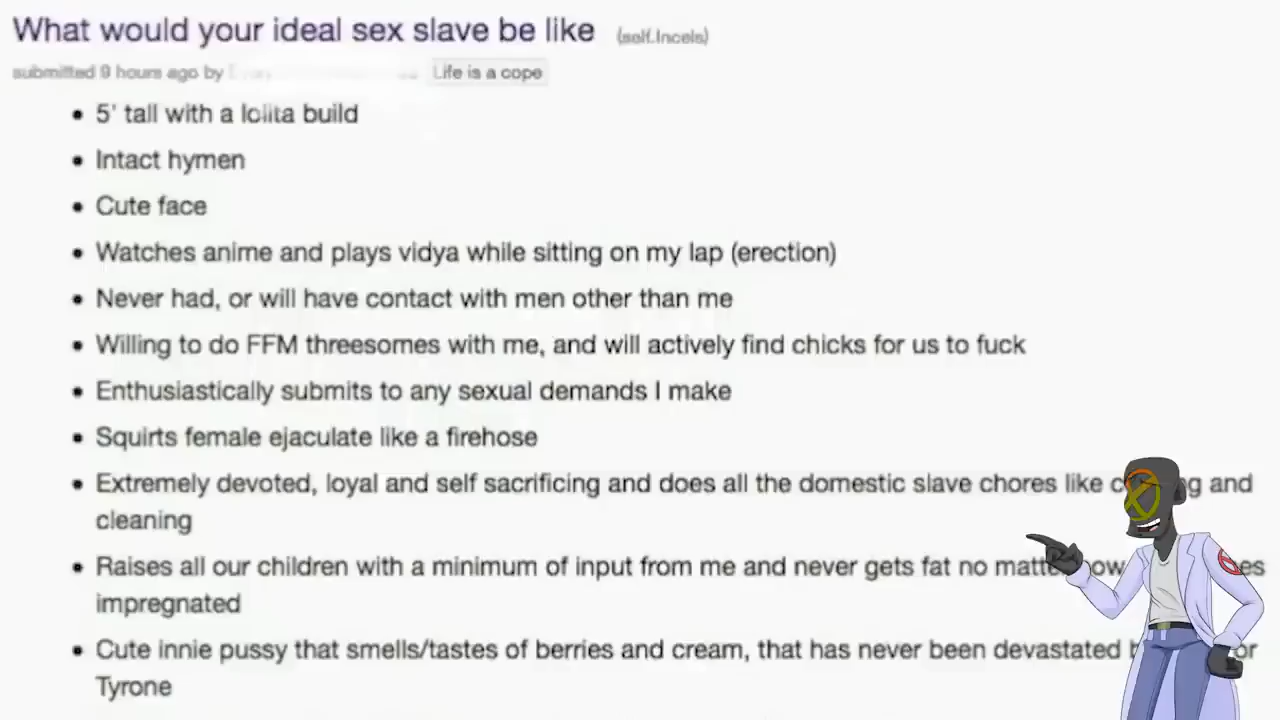 What would your ideal sex slave be like (self.Incels)
submitted 9 hours ago by Life is a cope
• 5' tall with a lolita build
• Intact hymen
• Cute face
• Watches anime and plays vidya while sitting on my lap (erection)
• Never had, or will have contact with men other than me
• Willing to do FFM threesomes with me, and will actively find chicks for us to fuck
• Enthusiastically submits to any sexual demands I make
• Squirts female ejaculate like a firehose
• Extremely devoted, loyal and self sacrificing and does all the domestic slave chores like and
cleaning
• Raises all our children with a minimum of input from me and never gets fat no matter how
impregnated
• Cute innie pussy that smells/tastes of berries and cream, that has never been devastated or
Tyrone